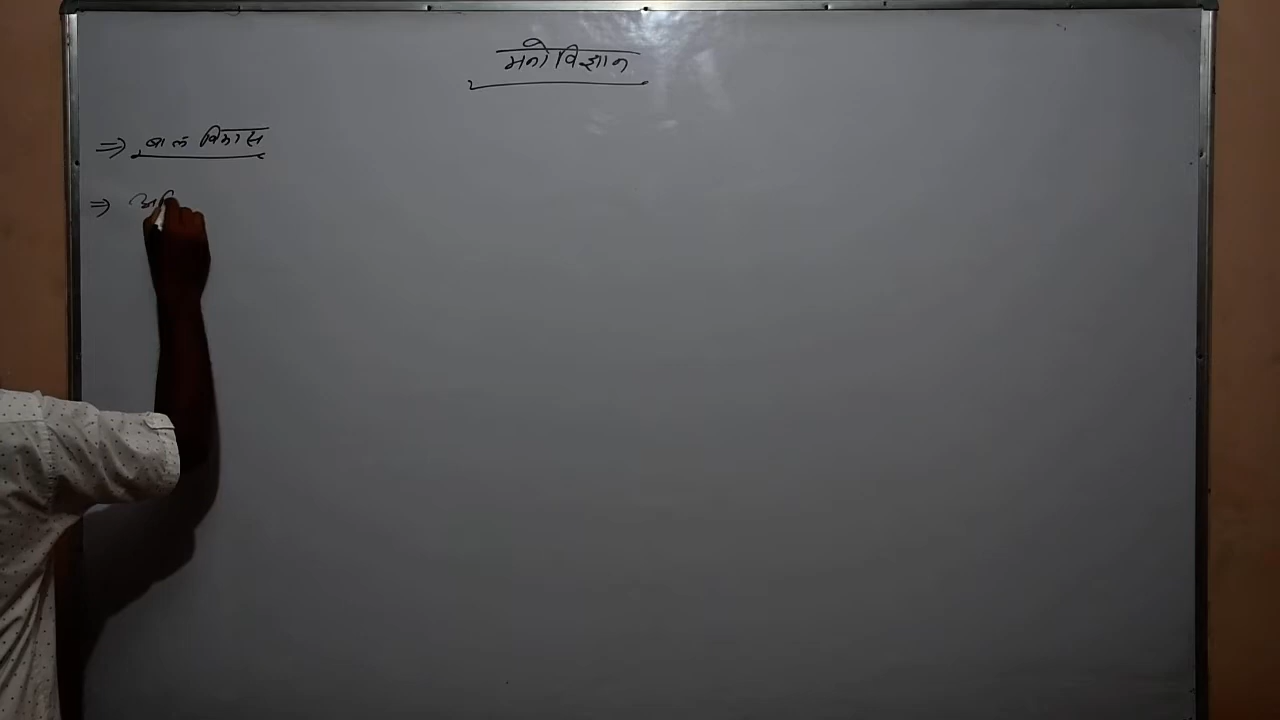 मनोविज्ञान
⇒ बाल विकास
⇒